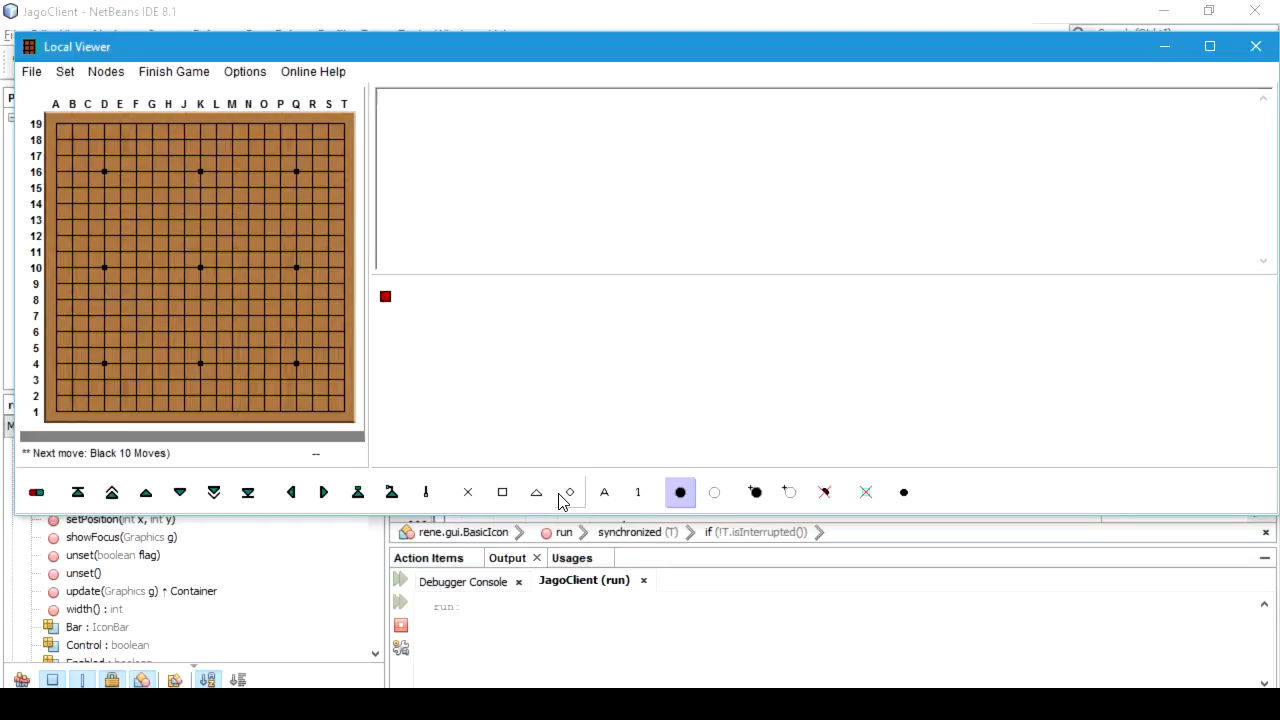 JagoClient - NetBeans IDE 8.1
Local Viewer
File Set Nodes Finish Game Options Online Help
A B C D E F G H J K L M N O P Q R S T
19
18
17
16
15
14
13
12
11
10
9
8
7
6
5
4
3
2
1
** Next move: Black 10 Moves) --
A 1
setPosition(int x, int y)
showFocus(Graphics g)
unset(boolean flag)
unset()
update(Graphics g) ↑ Container
width() : int
Bar : IconBar
Control : boolean
rene.gui.BasicIcon run synchronized (T) if (!T.isInterrupted())
Action Items Output Usages
Debugger Console JagoClient (run)
run: